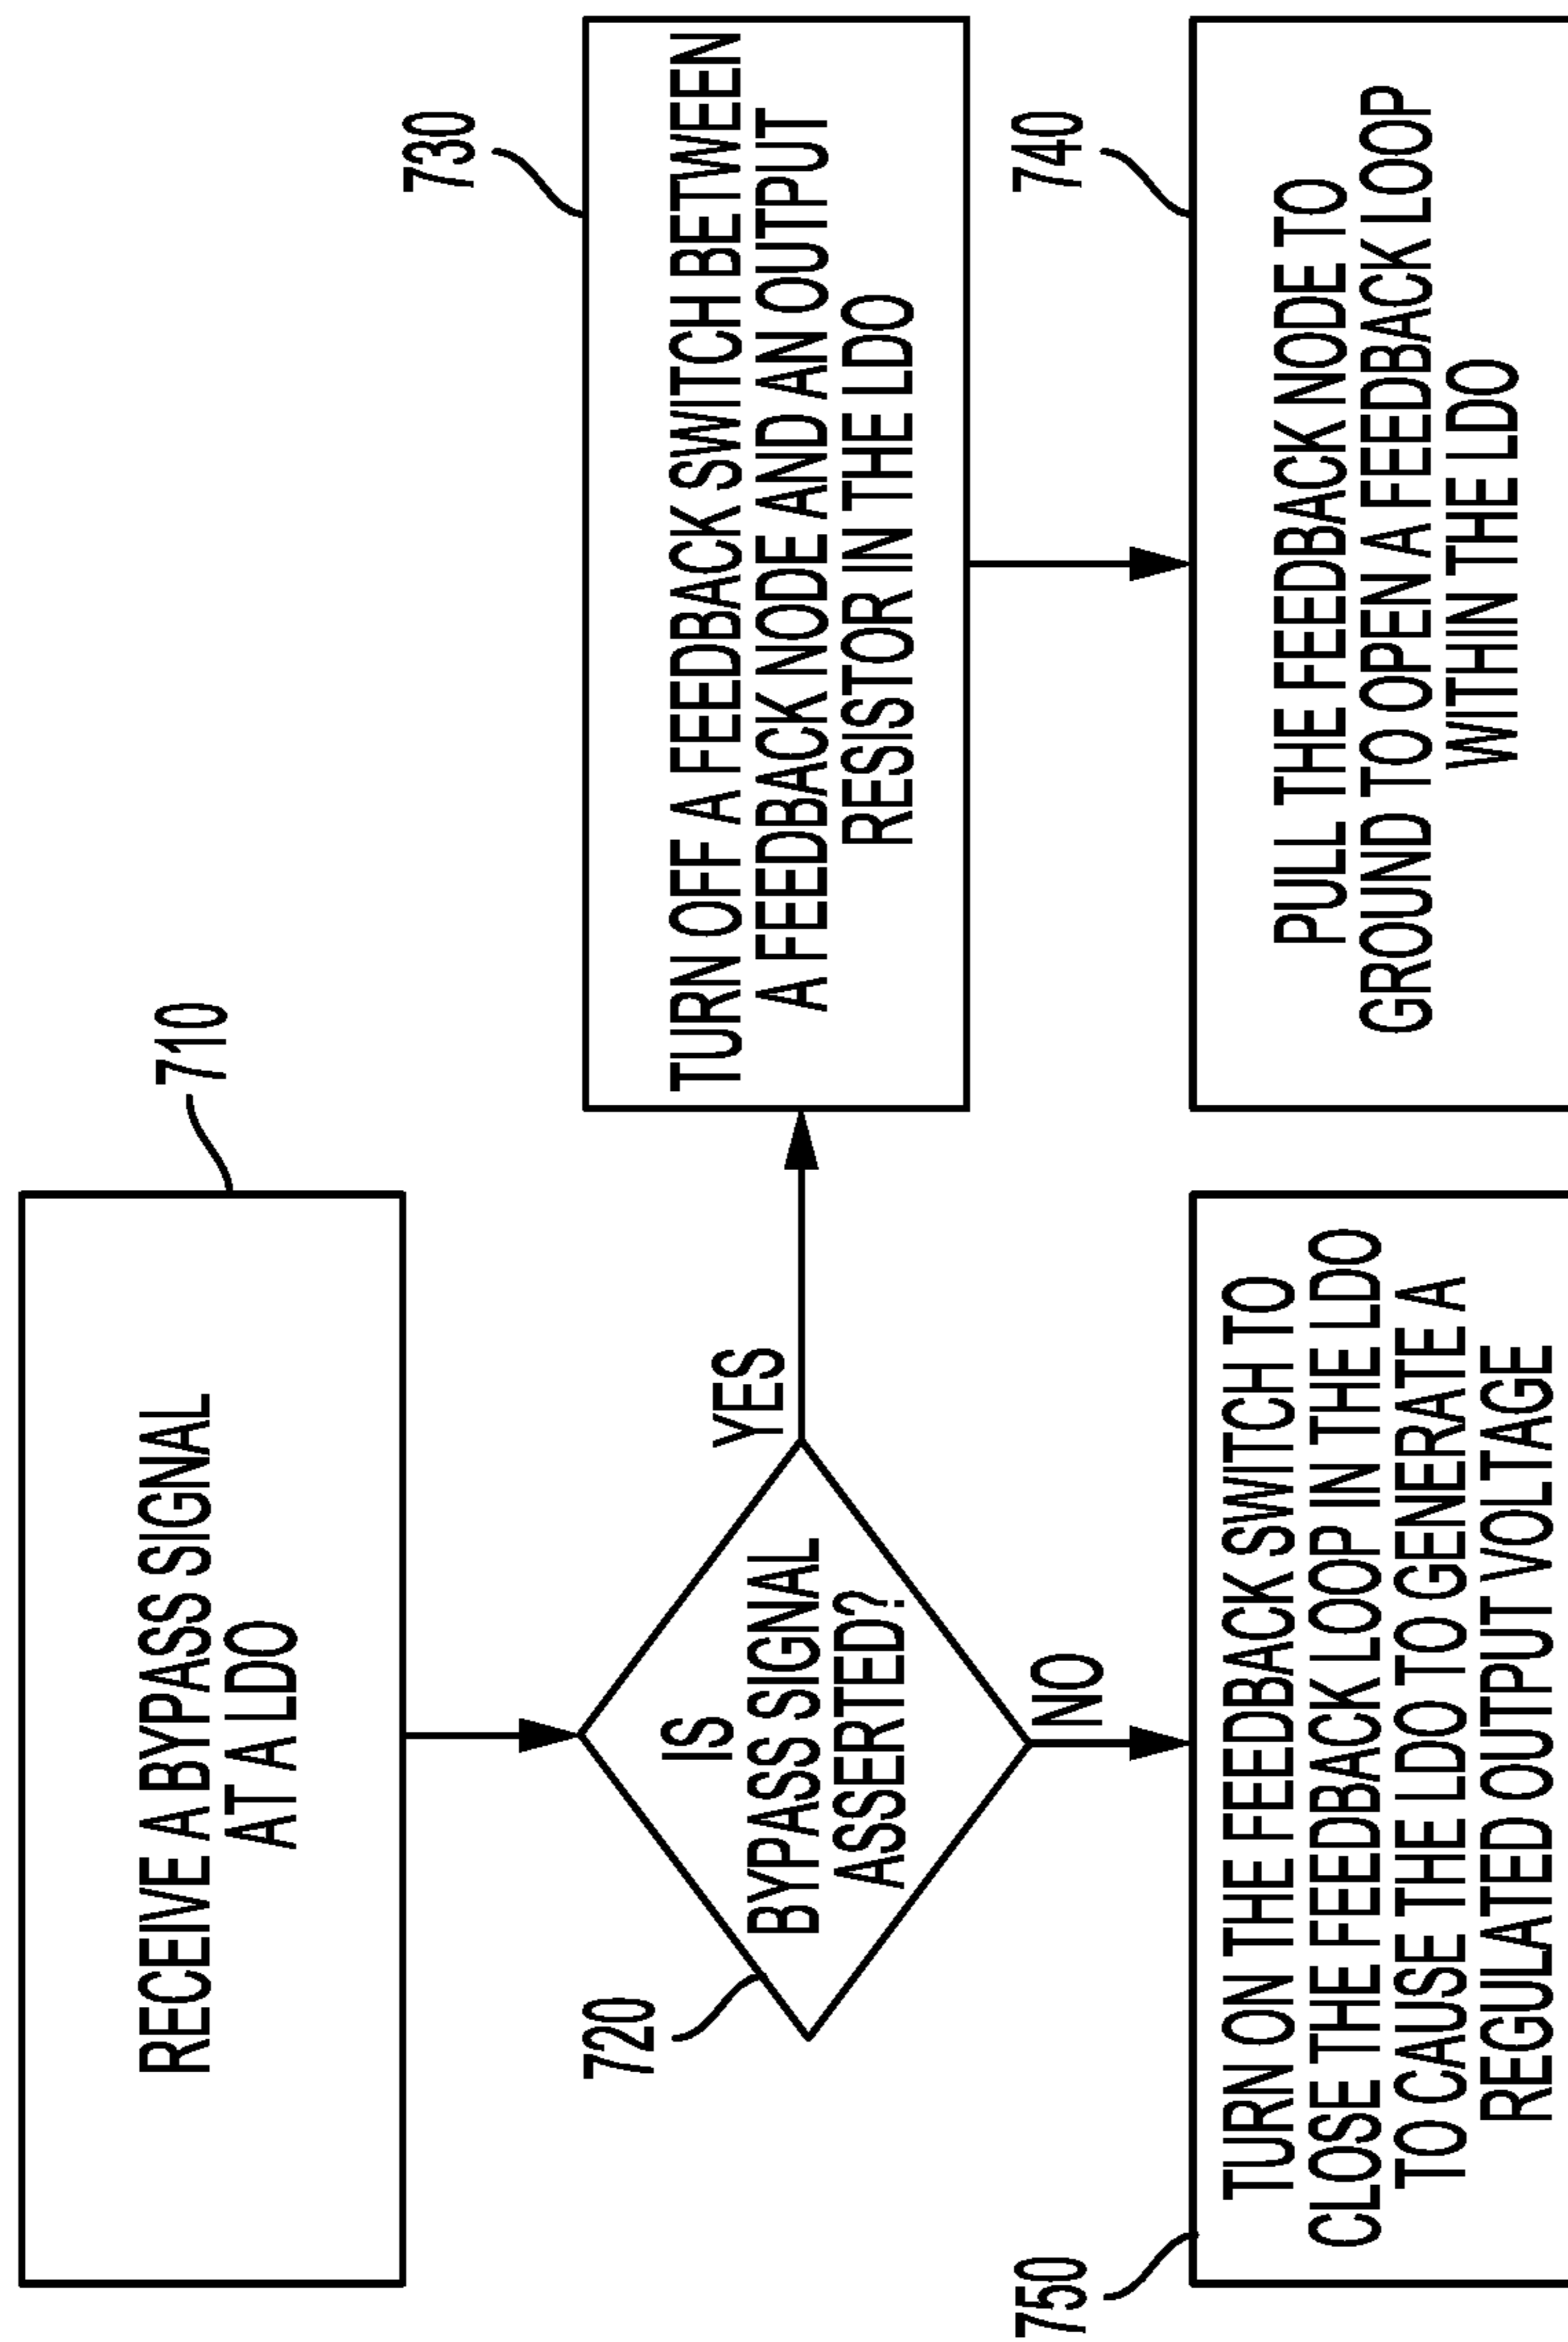 710
RECEIVE A BYPASS SIGNAL
AT A LDO
720
IS
BYPASS SIGNAL
ASSERTED?
YES
NO
730
TURN OFF A FEEDBACK SWITCH BETWEEN
A FEEDBACK NODE AND AN OUTPUT
RESISTOR IN THE LDO
740
PULL THE FEEDBACK NODE TO
GROUND TO OPEN A FEEDBACK LOOP
WITHIN THE LDO
750
TURN ON THE FEEDBACK SWITCH TO
CLOSE THE FEEDBACK LOOP IN THE LDO
TO CAUSE THE LDO TO GENERATE A
REGULATED OUTPUT VOLTAGE